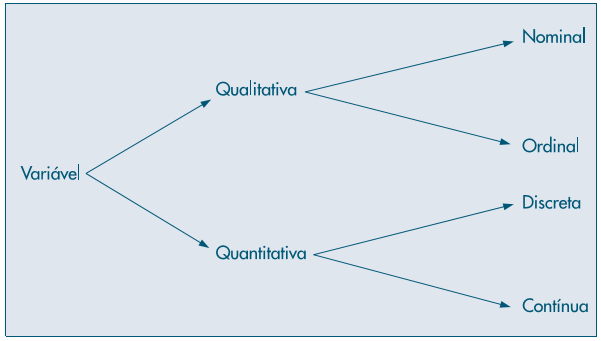 Nominal
Qualitativa
Ordinal
Variável
Discreta
Quantitativa
Contínua